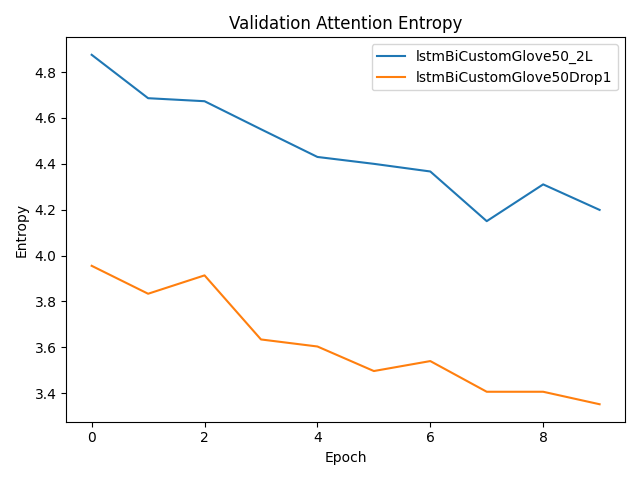 Validation Attention Entropy
lstmBiCustomGlove50_2L
lstmBiCustomGlove50Drop1
Entropy
4.8
4.6
4.4
4.2
4.0
3.8
3.6
3.4
0 2 4 6 8
Epoch